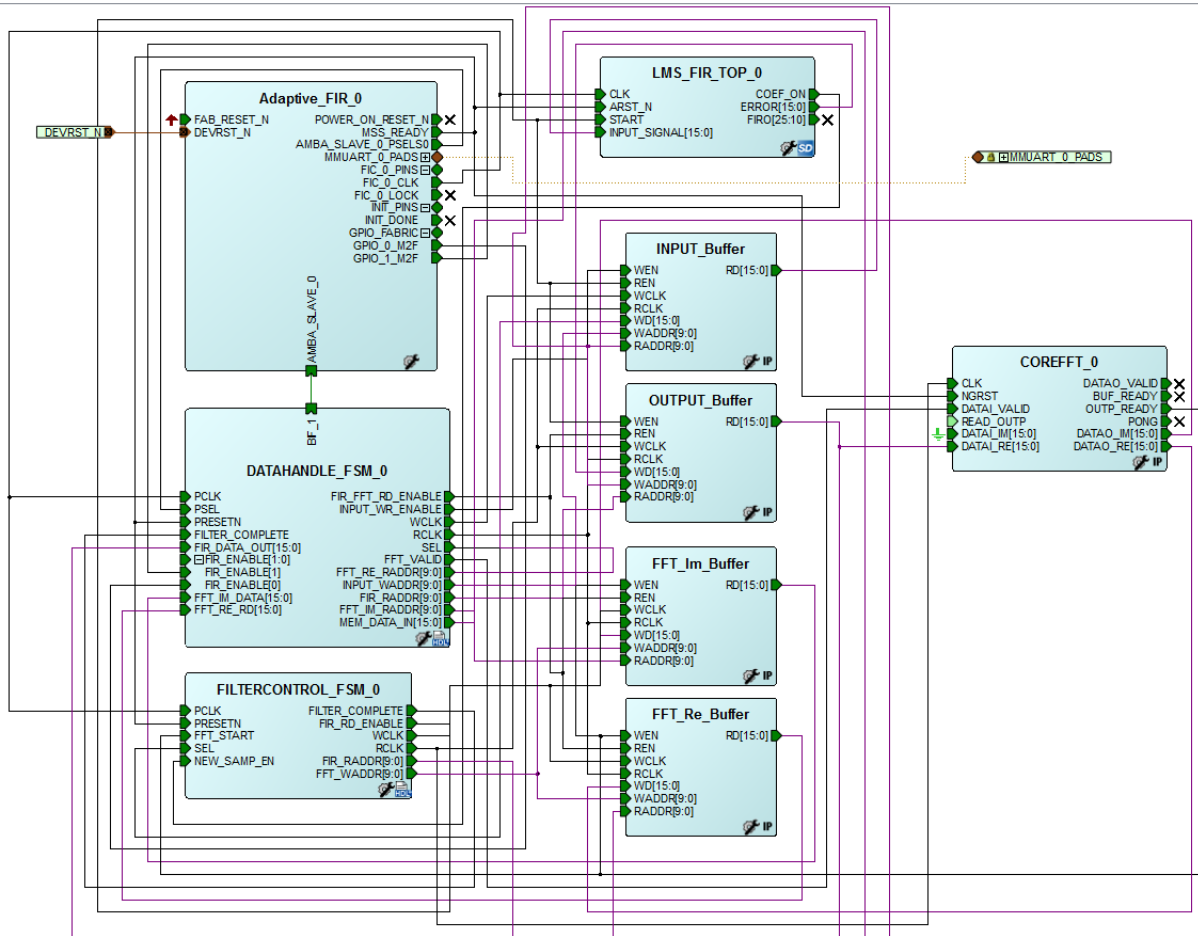 DEVRST_N
Adaptive_FIR_0
FAB_RESET_N
DEVRST_N
POWER_ON_RESET_N
MSS_READY
AMBA_SLAVE_0_PSELS0
MMUART_0_PADS
FIC_0_PINS
FIC_0_CLK
FIC_0_LOCK
INIT_PINS
INIT_DONE
GPIO_FABRIC
GPIO_0_M2F
GPIO_1_M2F
AMBA_SLAVE_0
LMS_FIR_TOP_0
CLK
ARST_N
START
INPUT_SIGNAL[15:0]
COEF_ON
ERROR[15:0]
FIRO[25:10]
SD
MMUART_0_PADS
INPUT_Buffer
WEN
REN
WCLK
RCLK
WD[15:0]
WADDR[9:0]
RADDR[9:0]
RD[15:0]
IP
OUTPUT_Buffer
WEN
REN
WCLK
RCLK
WD[15:0]
WADDR[9:0]
RADDR[9:0]
RD[15:0]
IP
COREFFT_0
CLK
NGRST
DATAI_VALID
READ_OUTP
DATAI_IM[15:0]
DATAI_RE[15:0]
DATAO_VALID
BUF_READY
OUTP_READY
PONG
DATAO_IM[15:0]
DATAO_RE[15:0]
IP
BIF_1
DATAHANDLE_FSM_0
PCLK
PSEL
PRESETN
FILTER_COMPLETE
FIR_DATA_OUT[15:0]
FIR_ENABLE[1:0]
FIR_ENABLE[1]
FIR_ENABLE[0]
FFT_IM_DATA[15:0]
FFT_RE_RD[15:0]
FIR_FFT_RD_ENABLE
INPUT_WR_ENABLE
WCLK
RCLK
SEL
FFT_VALID
FFT_RE_RADDR[9:0]
INPUT_WADDR[9:0]
FIR_RADDR[9:0]
FFT_IM_RADDR[9:0]
MEM_DATA_IN[15:0]
HDL
FFT_Im_Buffer
WEN
REN
WCLK
RCLK
WD[15:0]
WADDR[9:0]
RADDR[9:0]
RD[15:0]
IP
FILTERCONTROL_FSM_0
PCLK
PRESETN
FFT_START
SEL
NEW_SAMP_EN
FILTER_COMPLETE
FIR_RD_ENABLE
WCLK
RCLK
FIR_RADDR[9:0]
FFT_WADDR[9:0]
HDL
FFT_Re_Buffer
WEN
REN
WCLK
RCLK
WD[15:0]
WADDR[9:0]
RADDR[9:0]
RD[15:0]
IP